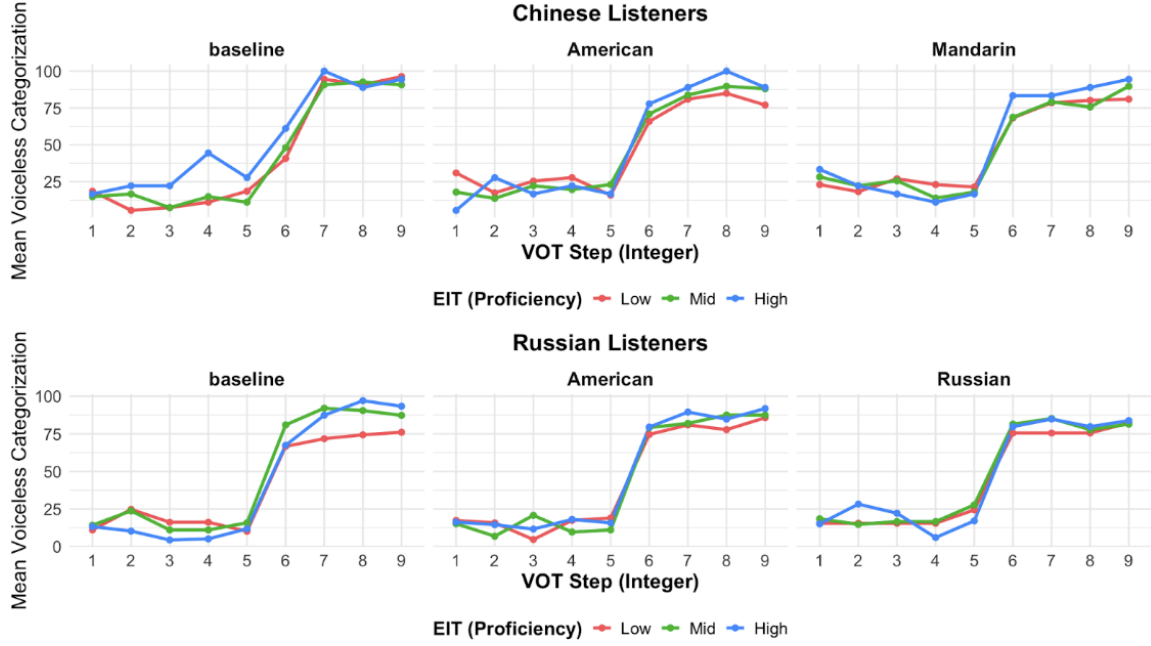 Chinese Listeners
baseline American Mandarin
Mean Voiceless Categorization
100
75
50
25
1 2 3 4 5 6 7 8 9 1 2 3 4 5 6 7 8 9 1 2 3 4 5 6 7 8 9
VOT Step (Integer)
EIT (Proficiency) Low Mid High
Russian Listeners
baseline American Russian
Mean Voiceless Categorization
100
75
50
25
0
1 2 3 4 5 6 7 8 9 1 2 3 4 5 6 7 8 9 1 2 3 4 5 6 7 8 9
VOT Step (Integer)
EIT (Proficiency) Low Mid High